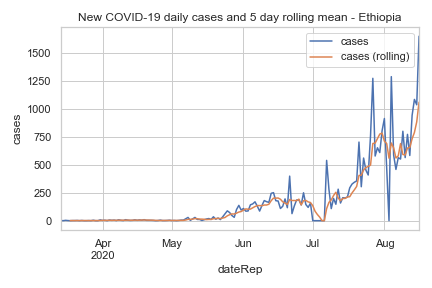 New COVID-19 daily cases and 5 day rolling mean - Ethiopia
cases
cases (rolling)
cases
1500
1250
1000
750
500
250
0
Apr
2020
May
Jun
Jul
Aug
dateRep